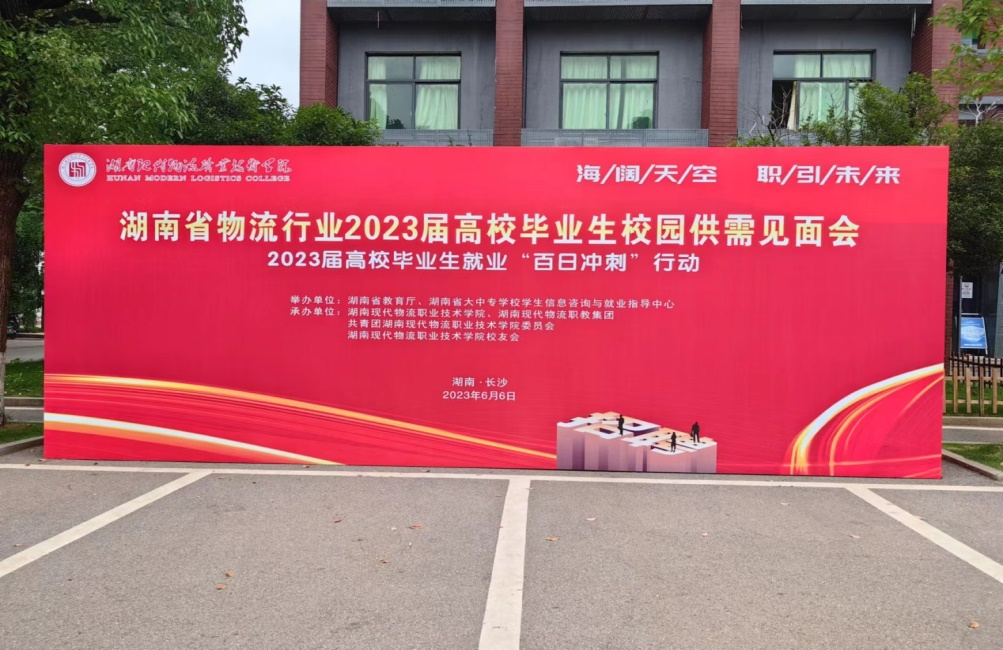 湖南现代物流职业技术学院
HUNAN MODERN LOGISTICS COLLEGE
海/阔/天/空 职/引/未/来
湖南省物流行业2023届高校毕业生校园供需见面会
2023届高校毕业生就业“百日冲刺”行动
举办单位：湖南省教育厅、湖南省大中专学校学生信息咨询与就业指导中心
承办单位：湖南现代物流职业技术学院、湖南现代物流职教集团
共青团湖南现代物流职业技术学院委员会
湖南现代物流职业技术学院校友会
湖南·长沙
2023年6月6日